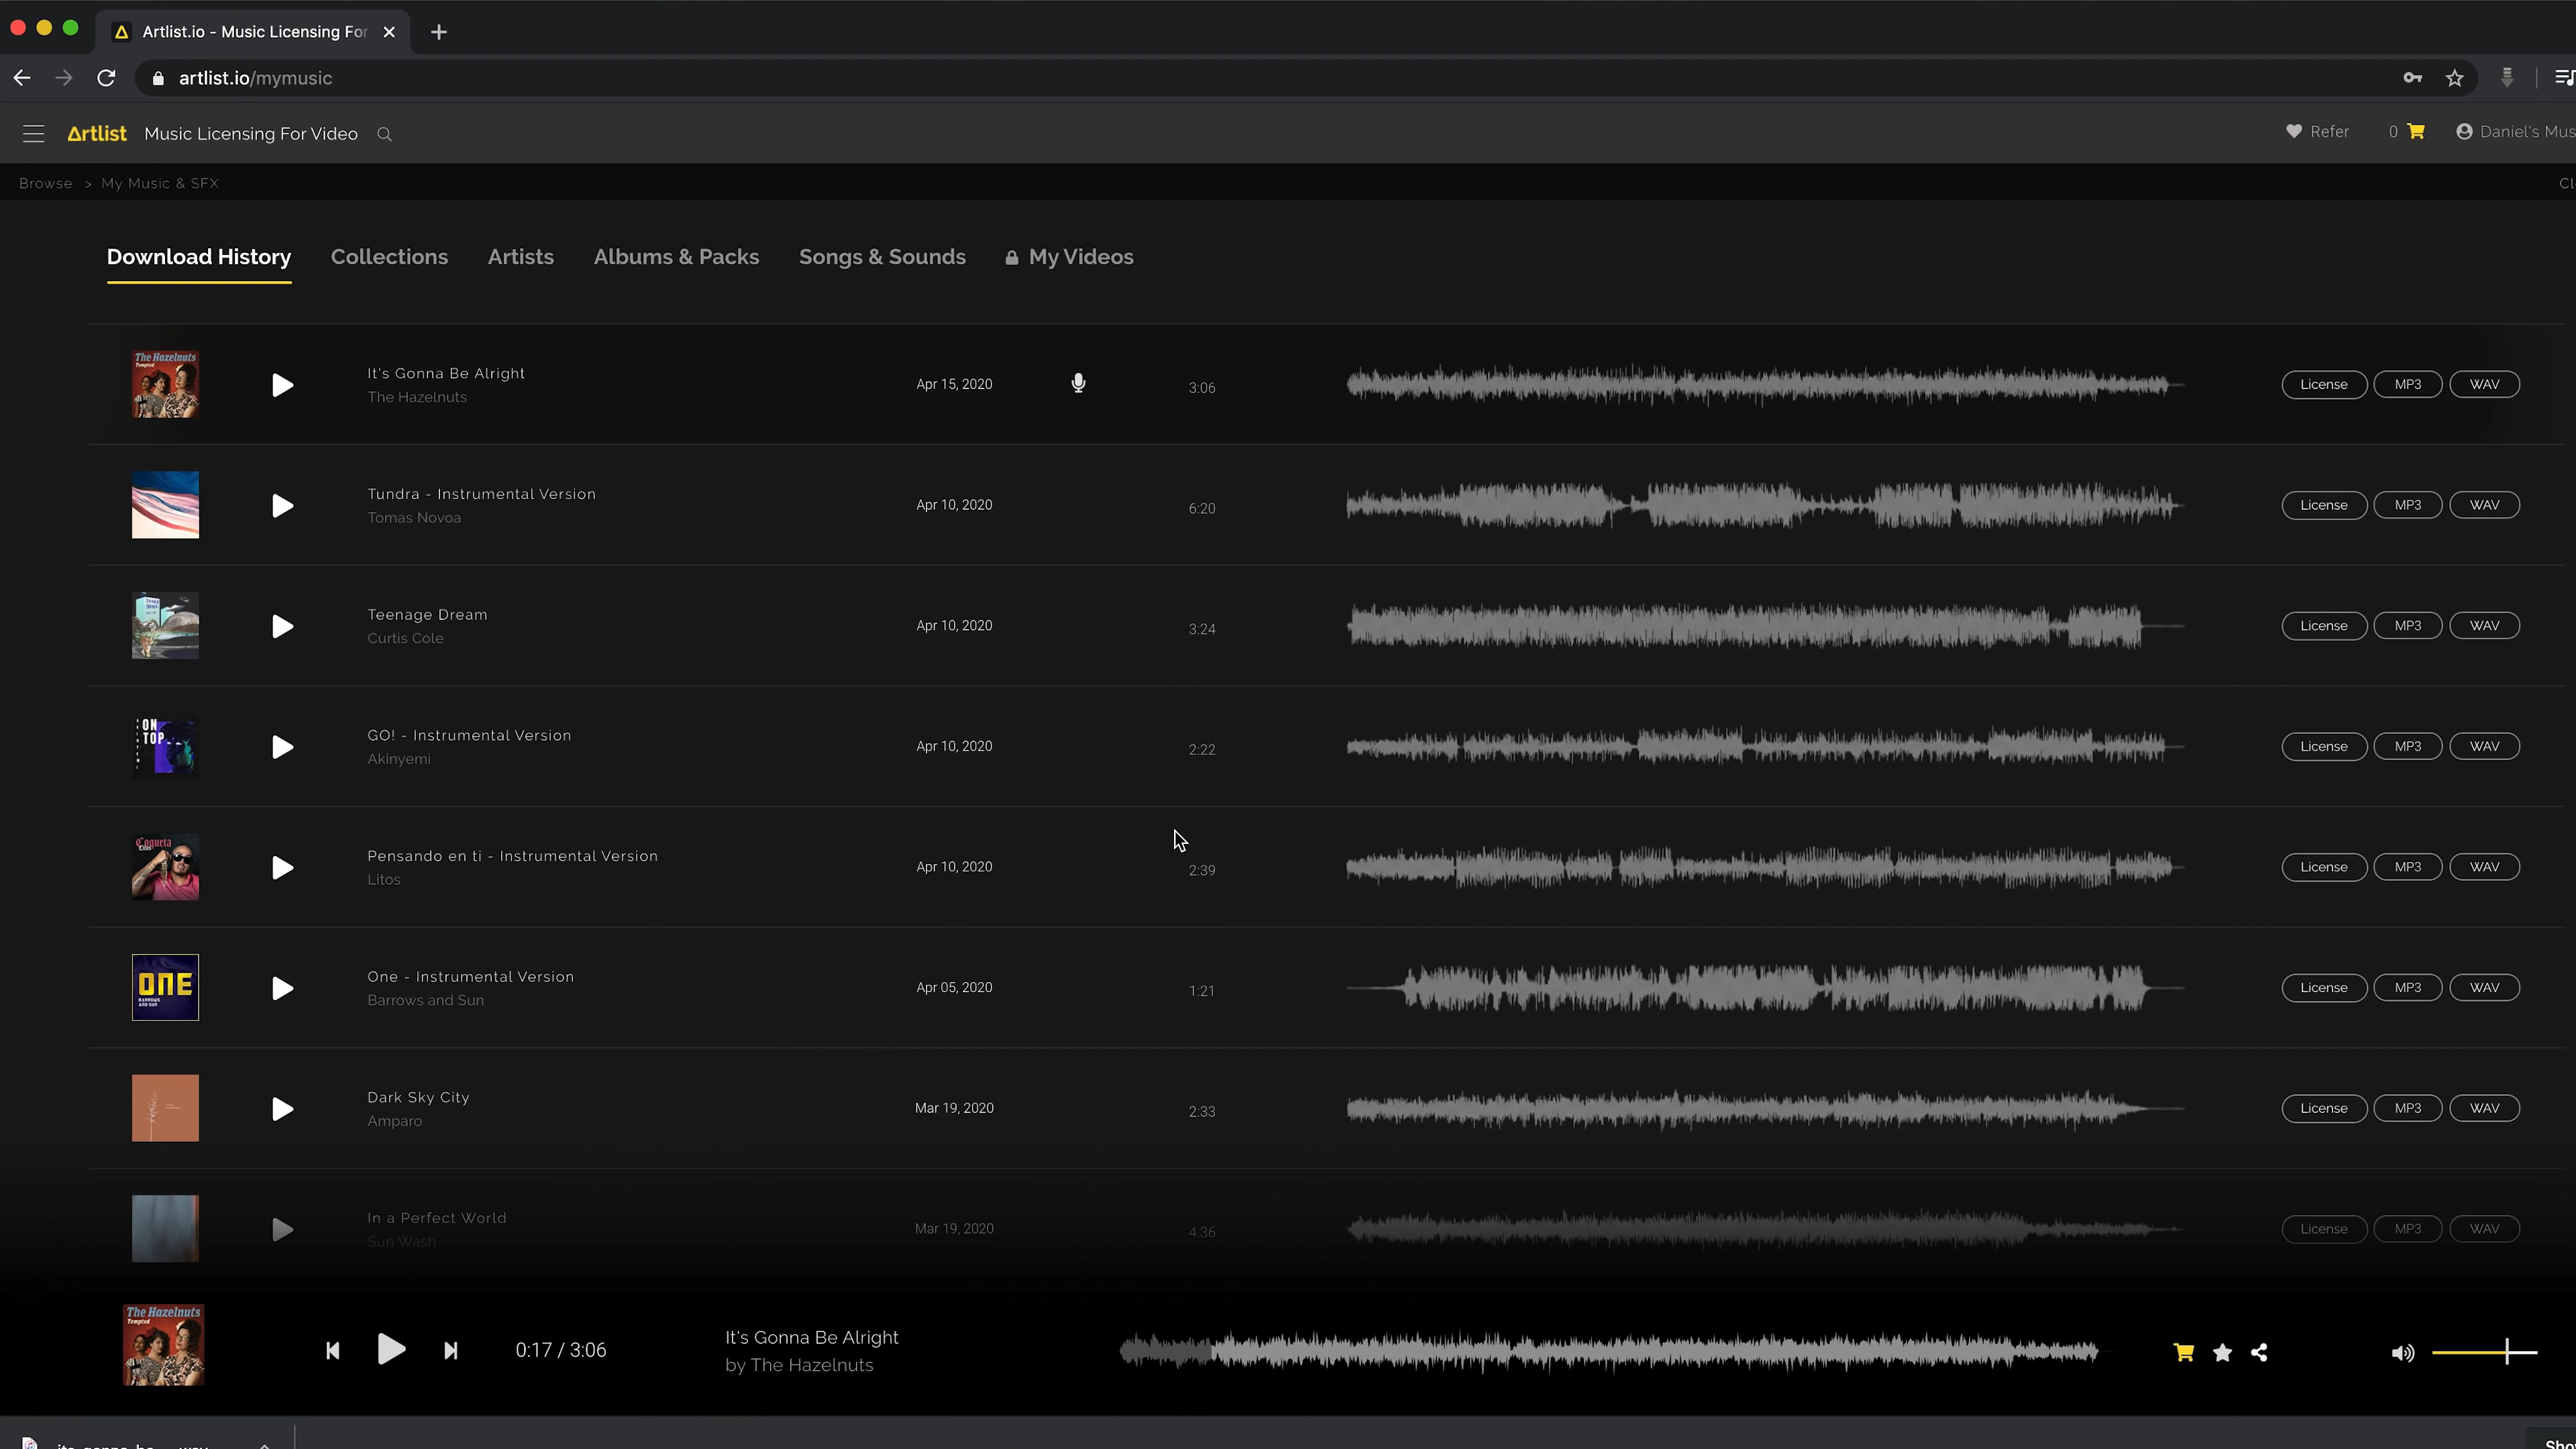 Artlist.io - Music Licensing For
artlist.io/mymusic
Artlist Music Licensing For Video
Refer 0 Daniel's Mus
Browse > My Music & SFX
Download History Collections Artists Albums & Packs Songs & Sounds My Videos
The Hazelnuts
Tempted
It's Gonna Be Alright
The Hazelnuts
Apr 15, 2020 3:06 License MP3 WAV
Tundra - Instrumental Version
Tomas Novoa
Apr 10, 2020 6:20 License MP3 WAV
Teenage Dream
Curtis Cole
Apr 10, 2020 3:24 License MP3 WAV
ON
TOP
GO! - Instrumental Version
Akinyemi
Apr 10, 2020 2:22 License MP3 WAV
Coqueta
Litos
Pensando en ti - Instrumental Version
Litos
Apr 10, 2020 2:39 License MP3 WAV
ONE
BARROWS
AND SUN
One - Instrumental Version
Barrows and Sun
Apr 05, 2020 1:21 License MP3 WAV
Dark Sky City
Amparo
Mar 19, 2020 2:33 License MP3 WAV
In a Perfect World
Sun Wash
Mar 19, 2020 4:36 License MP3 WAV
The Hazelnuts
Tempted
0:17 / 3:06
It's Gonna Be Alright
by The Hazelnuts